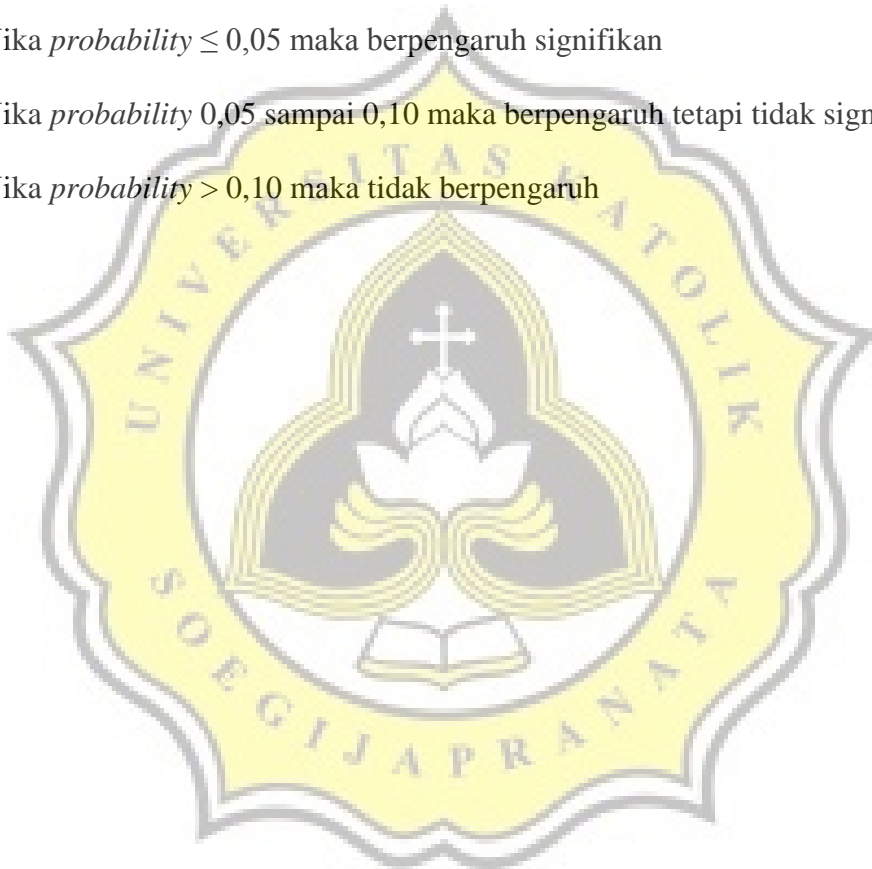 ika probability ≤ 0,05 maka berpengaruh signifikan
ika probability 0,05 sampai 0,10 maka berpengaruh tetapi tidak sign
ika probability > 0,10 maka tidak berpengaruh
UNIVERSITAS KATOLIK
SOEGIJAPRANATA